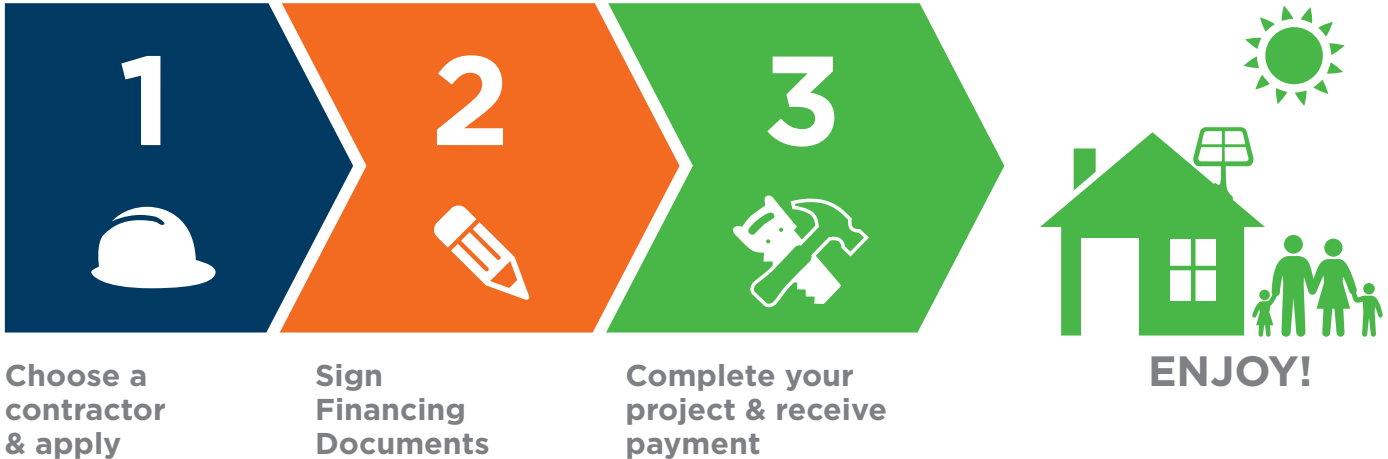 1
2
3
Choose a
contractor
& apply
Sign
Financing
Documents
Complete your
project & receive
payment
ENJOY!